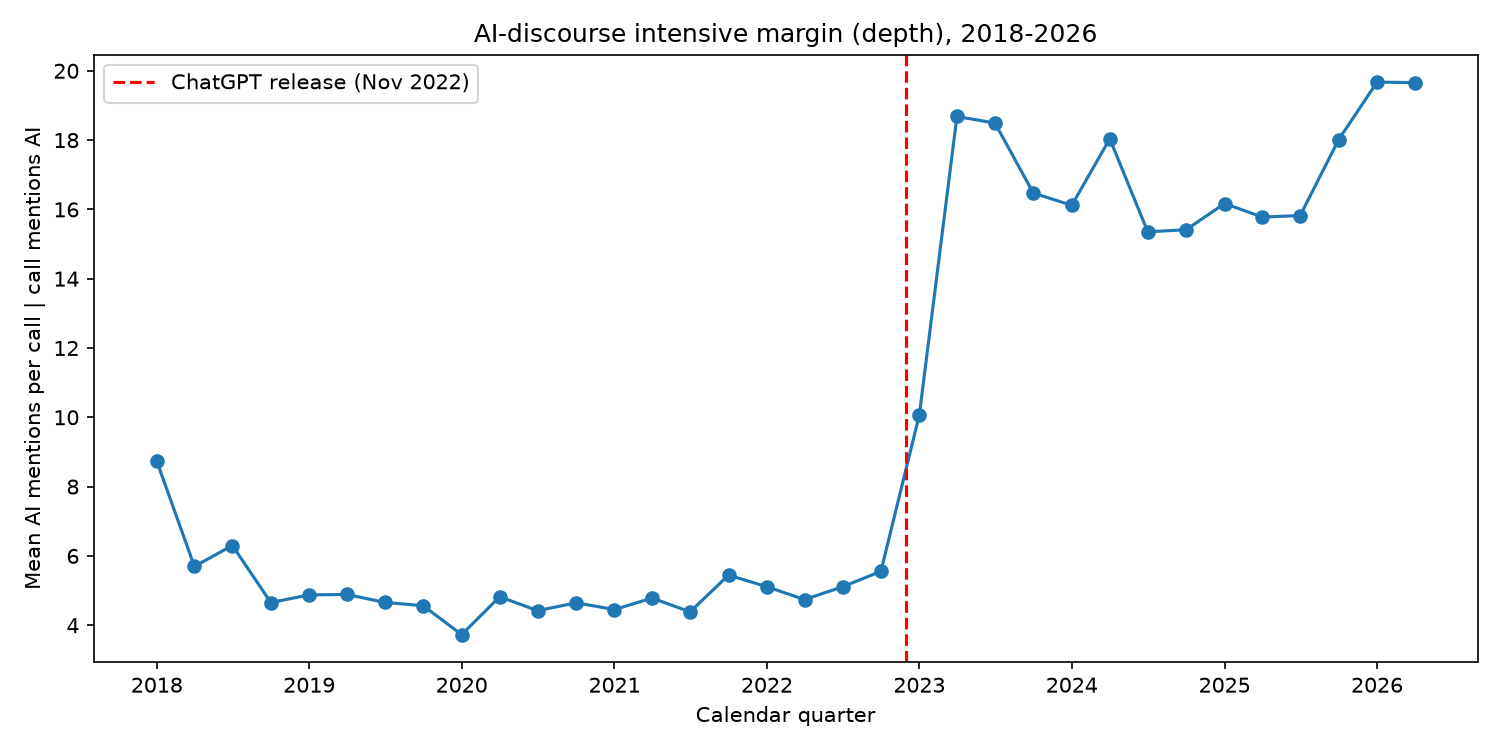 AI-discourse intensive margin (depth), 2018-2026
ChatGPT release (Nov 2022)
Mean AI mentions per call | call mentions AI
20
18
16
14
12
10
8
6
4
2018 2019 2020 2021 2022 2023 2024 2025 2026
Calendar quarter